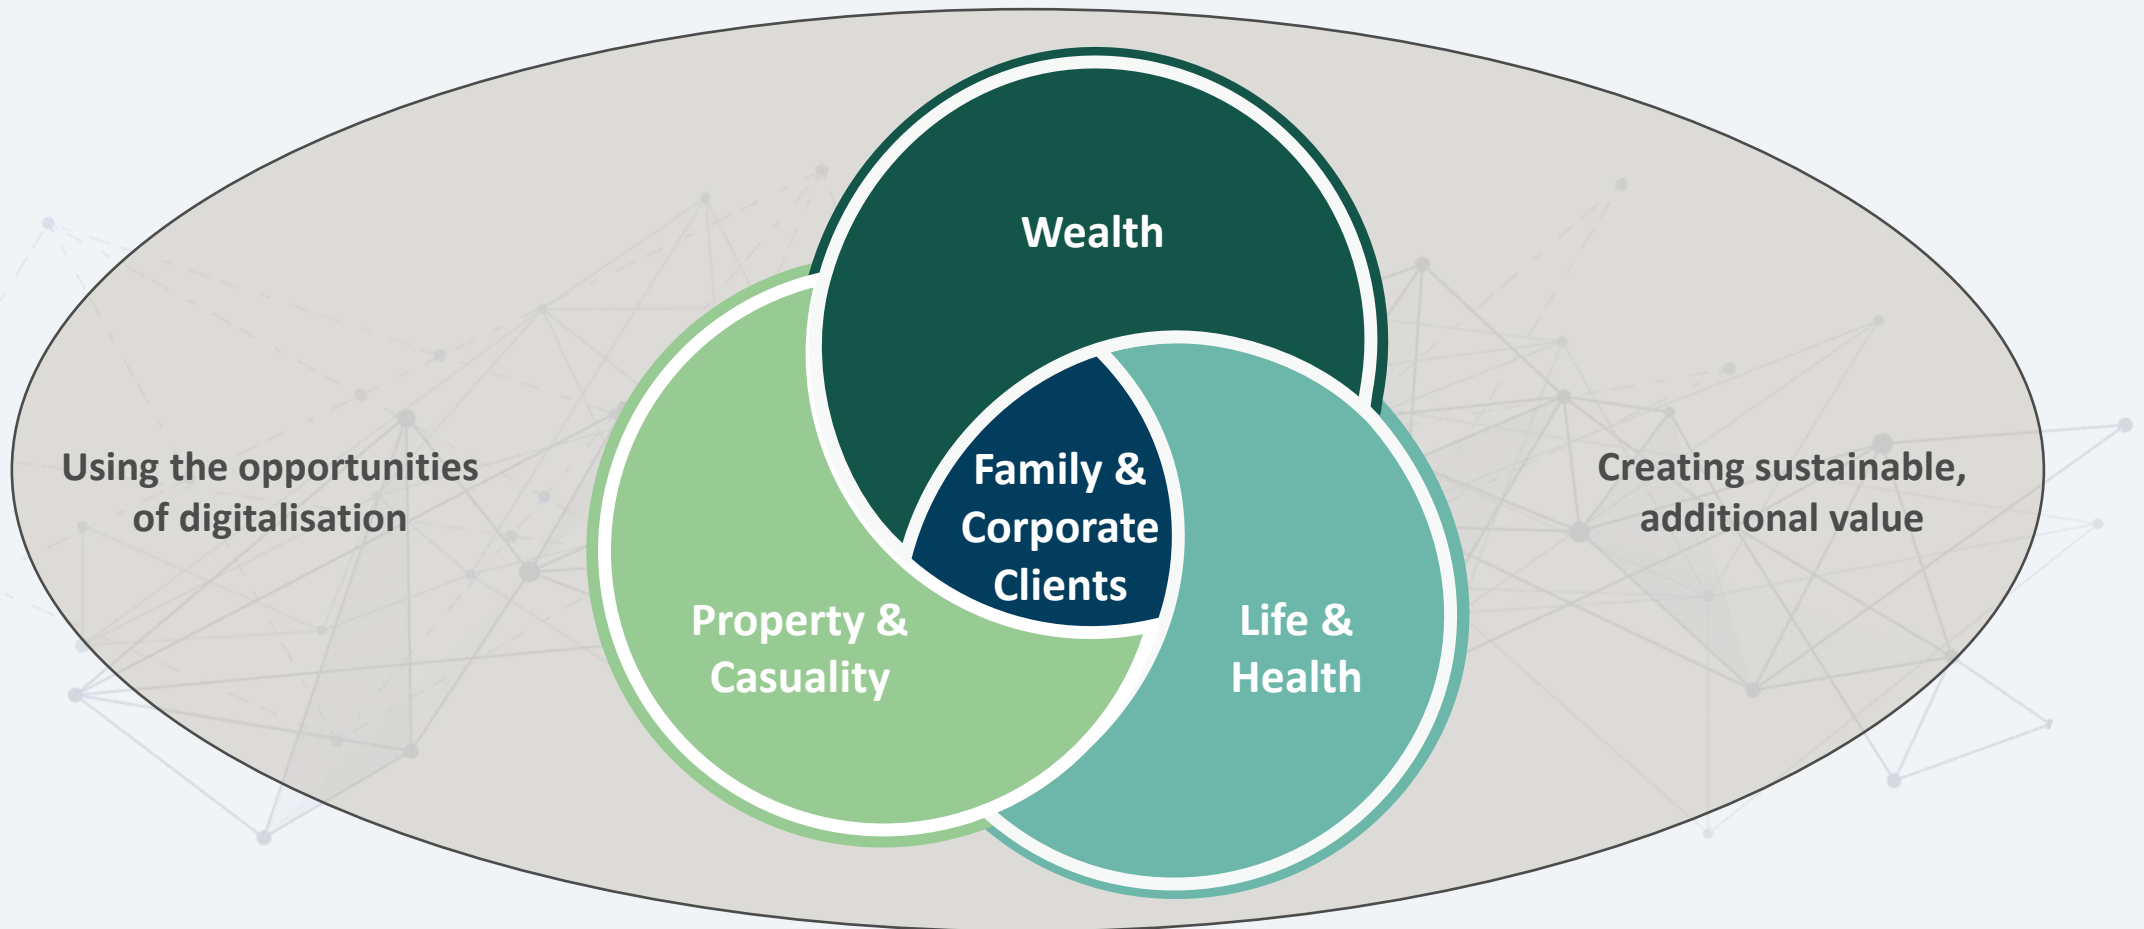 Wealth
Using the opportunities
of digitalisation
Family &
Corporate
Clients
Creating sustainable,
additional value
Property &
Casuality
Life &
Health